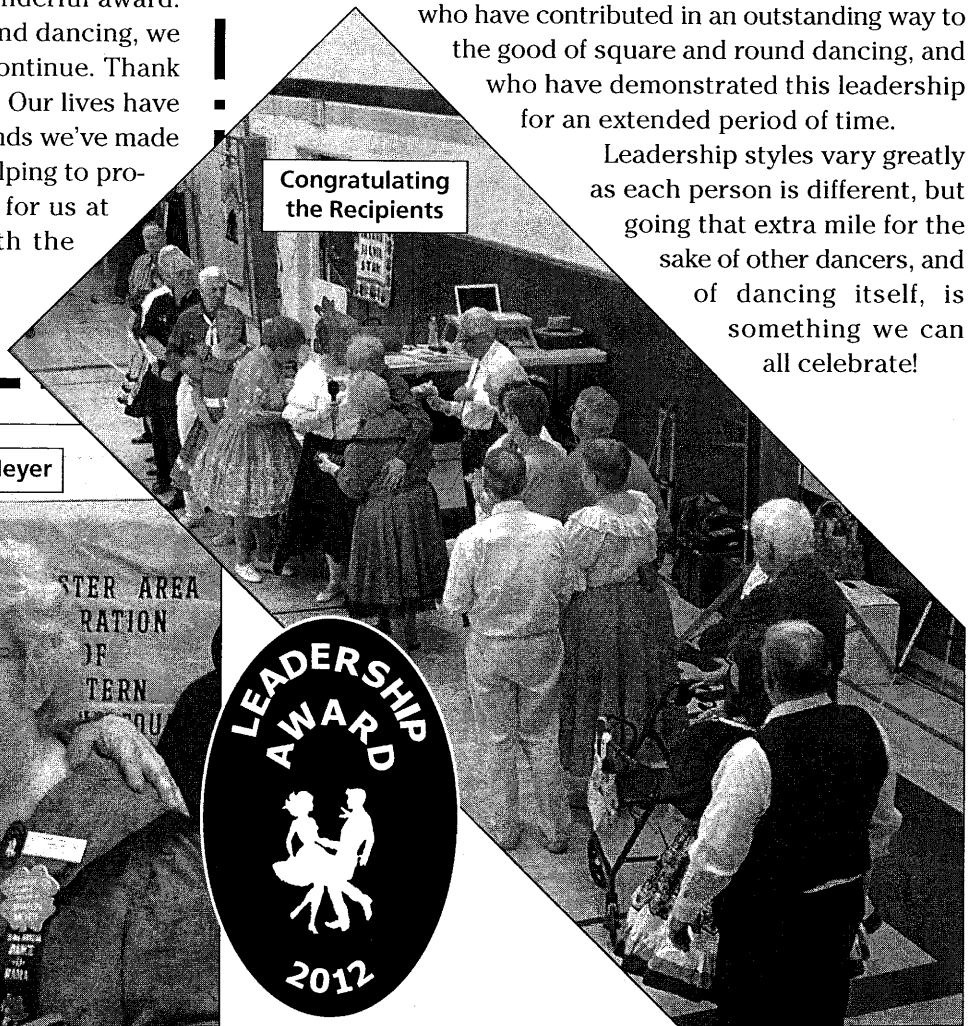 nderful award.
nd dancing, we
ontinue. Thank
Our lives have
nds we've made
lping to pro-
for us at
th the
who have contributed in an outstanding way to
the good of square and round dancing, and
who have demonstrated this leadership
for an extended period of time.
Leadership styles vary greatly
as each person is different, but
going that extra mile for the
sake of other dancers, and
of dancing itself, is
something we can
all celebrate!
Congratulating
the Recipients
eyer
STER AREA
RATION
OF
TERN
LEADERSHIP
AWARD
2012